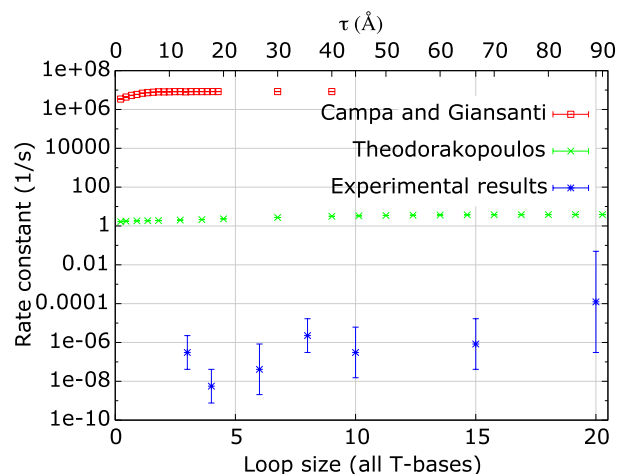 τ (Å)
0 10 20 30 40 50 60 70 80 90
1e+08
1e+06
10000
100
1
0.01
0.0001
1e-06
1e-08
1e-10
Rate constant (1/s)
Campa and Giansanti
Theodorakopoulos
Experimental results
0 5 10 15 20
Loop size (all T-bases)